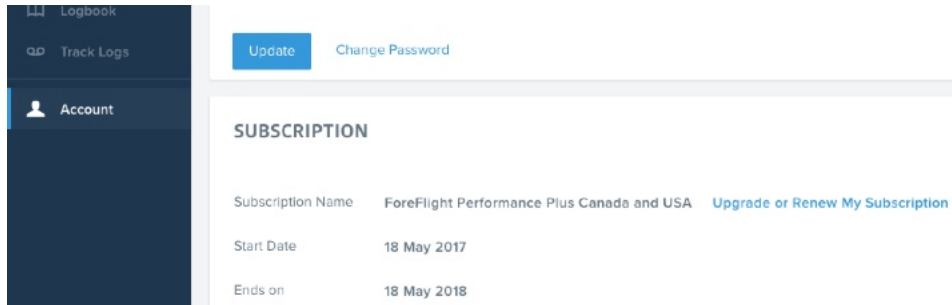 Logbook
Track Logs
Account
Update Change Password
SUBSCRIPTION
Subscription Name ForeFlight Performance Plus Canada and USA Upgrade or Renew My Subscription
Start Date 18 May 2017
Ends on 18 May 2018